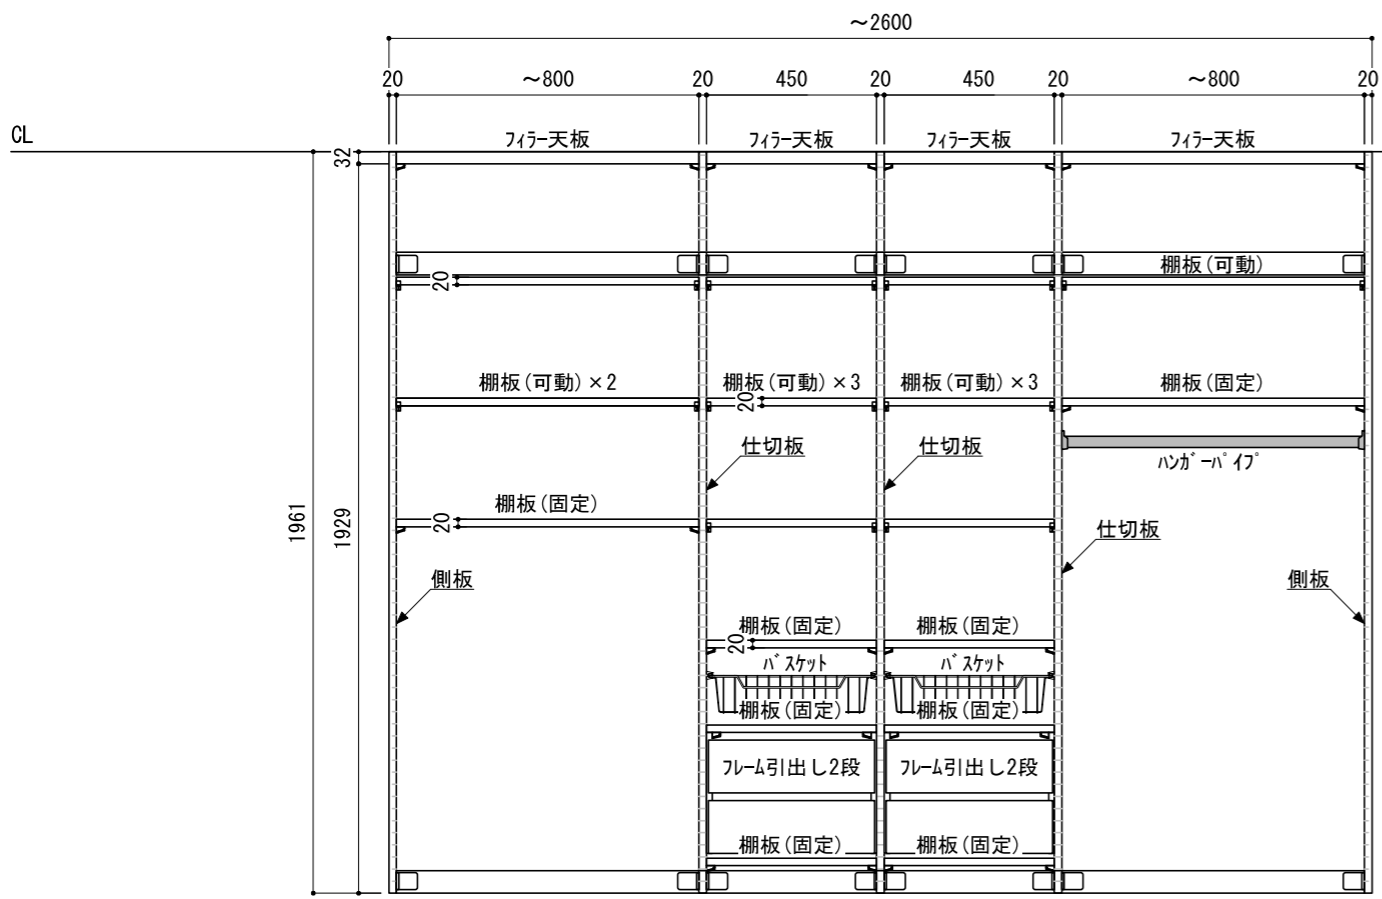 ～2600
20 ～800 20 450 20 450 20 ～800 20
CL
ﾌｨﾗｰ天板 ﾌｨﾗｰ天板 ﾌｨﾗｰ天板 ﾌｨﾗｰ天板
32
棚板(可動)
20
棚板(可動)×2 棚板(可動)×3 棚板(可動)×3 棚板(固定)
20
仕切板 仕切板
ﾊﾝｶﾞｰﾊﾟｲﾌﾟ
棚板(固定)
20
1961
1929
仕切板
側板 側板
棚板(固定) 棚板(固定)
20
ﾊﾞｽｹｯﾄ ﾊﾞｽｹｯﾄ
棚板(固定) 棚板(固定)
ﾌﾚｰﾑ引出し2段 ﾌﾚｰﾑ引出し2段
棚板(固定) 棚板(固定)